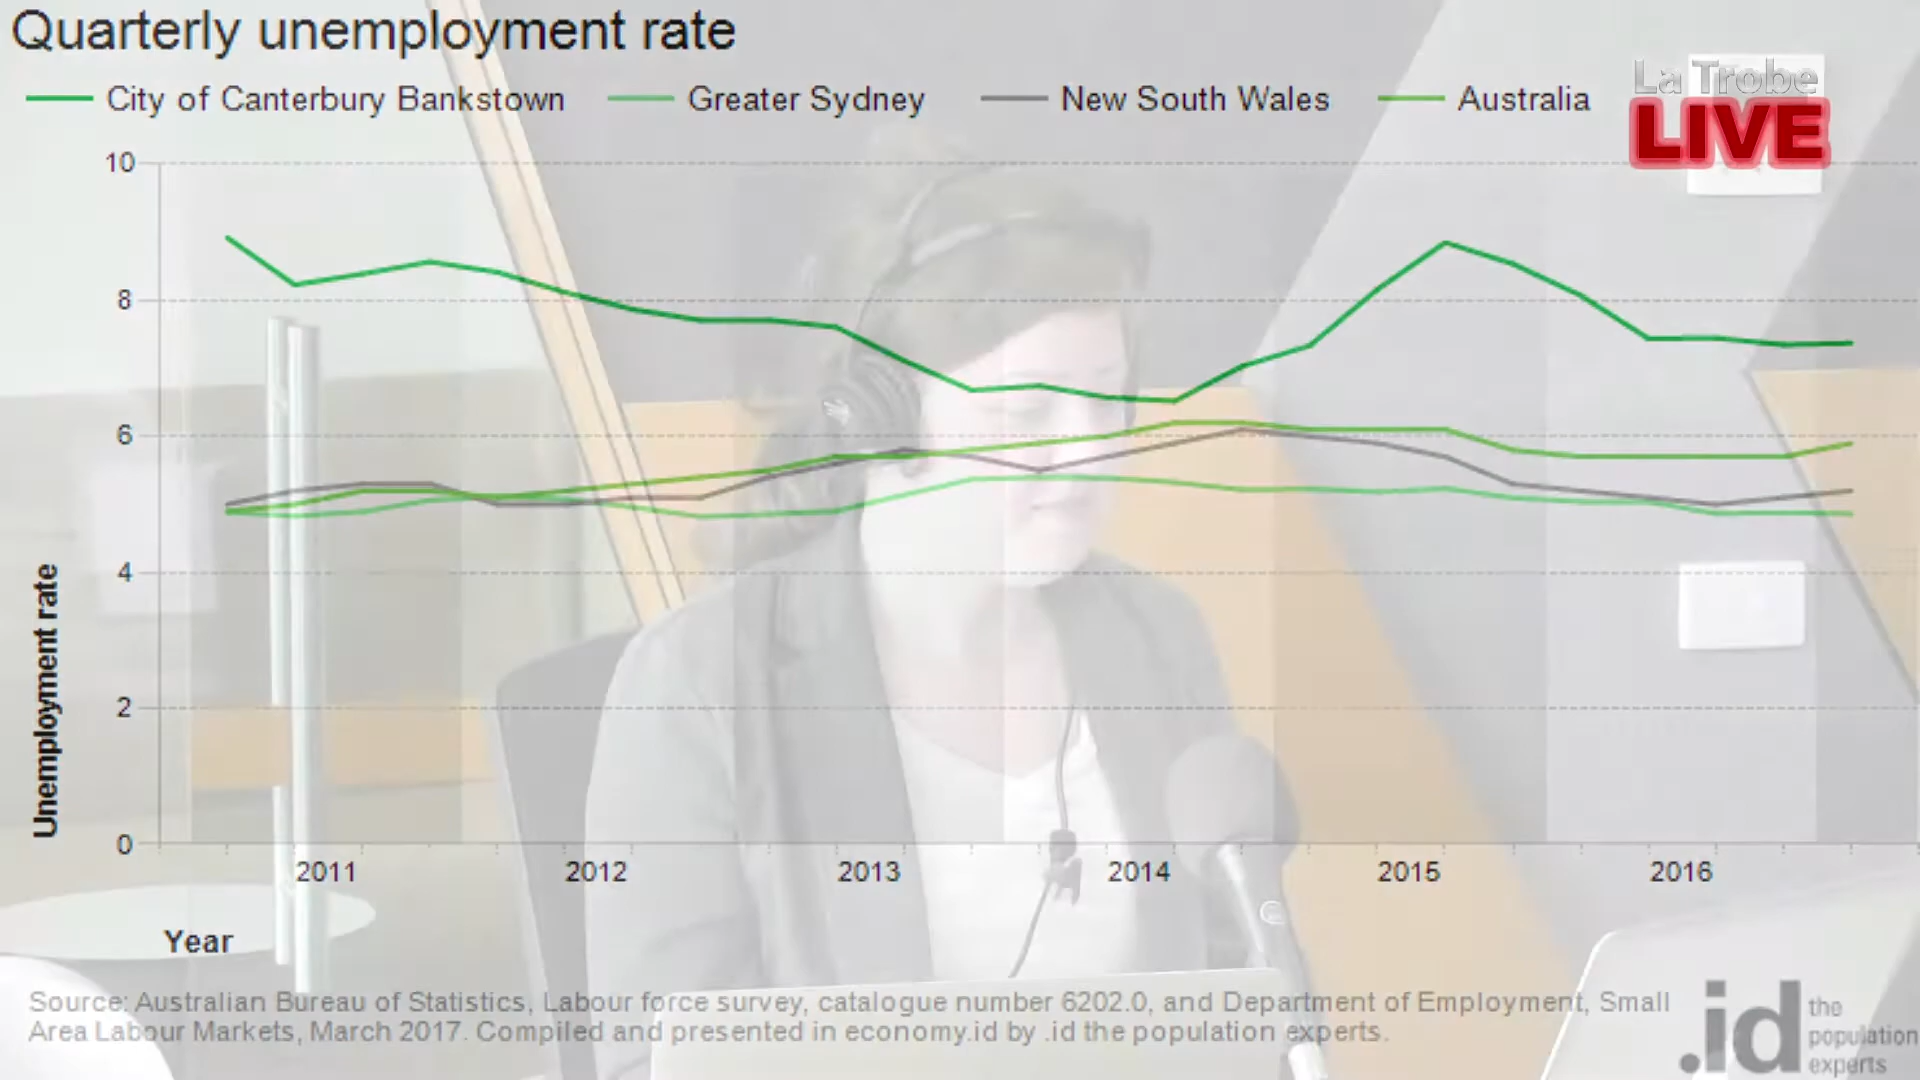 Quarterly unemployment rate
City of Canterbury Bankstown
Greater Sydney
New South Wales
Australia
La Trobe
LIVE
10
8
6
4
2
0
Unemployment rate
2011
2012
2013
2014
2015
2016
Year
Source: Australian Bureau of Statistics, Labour force survey, catalogue number 6202.0, and Department of Employment, Small
Area Labour Markets, March 2017. Compiled and presented in economy.id by .id the population experts.
.id
the
population
experts